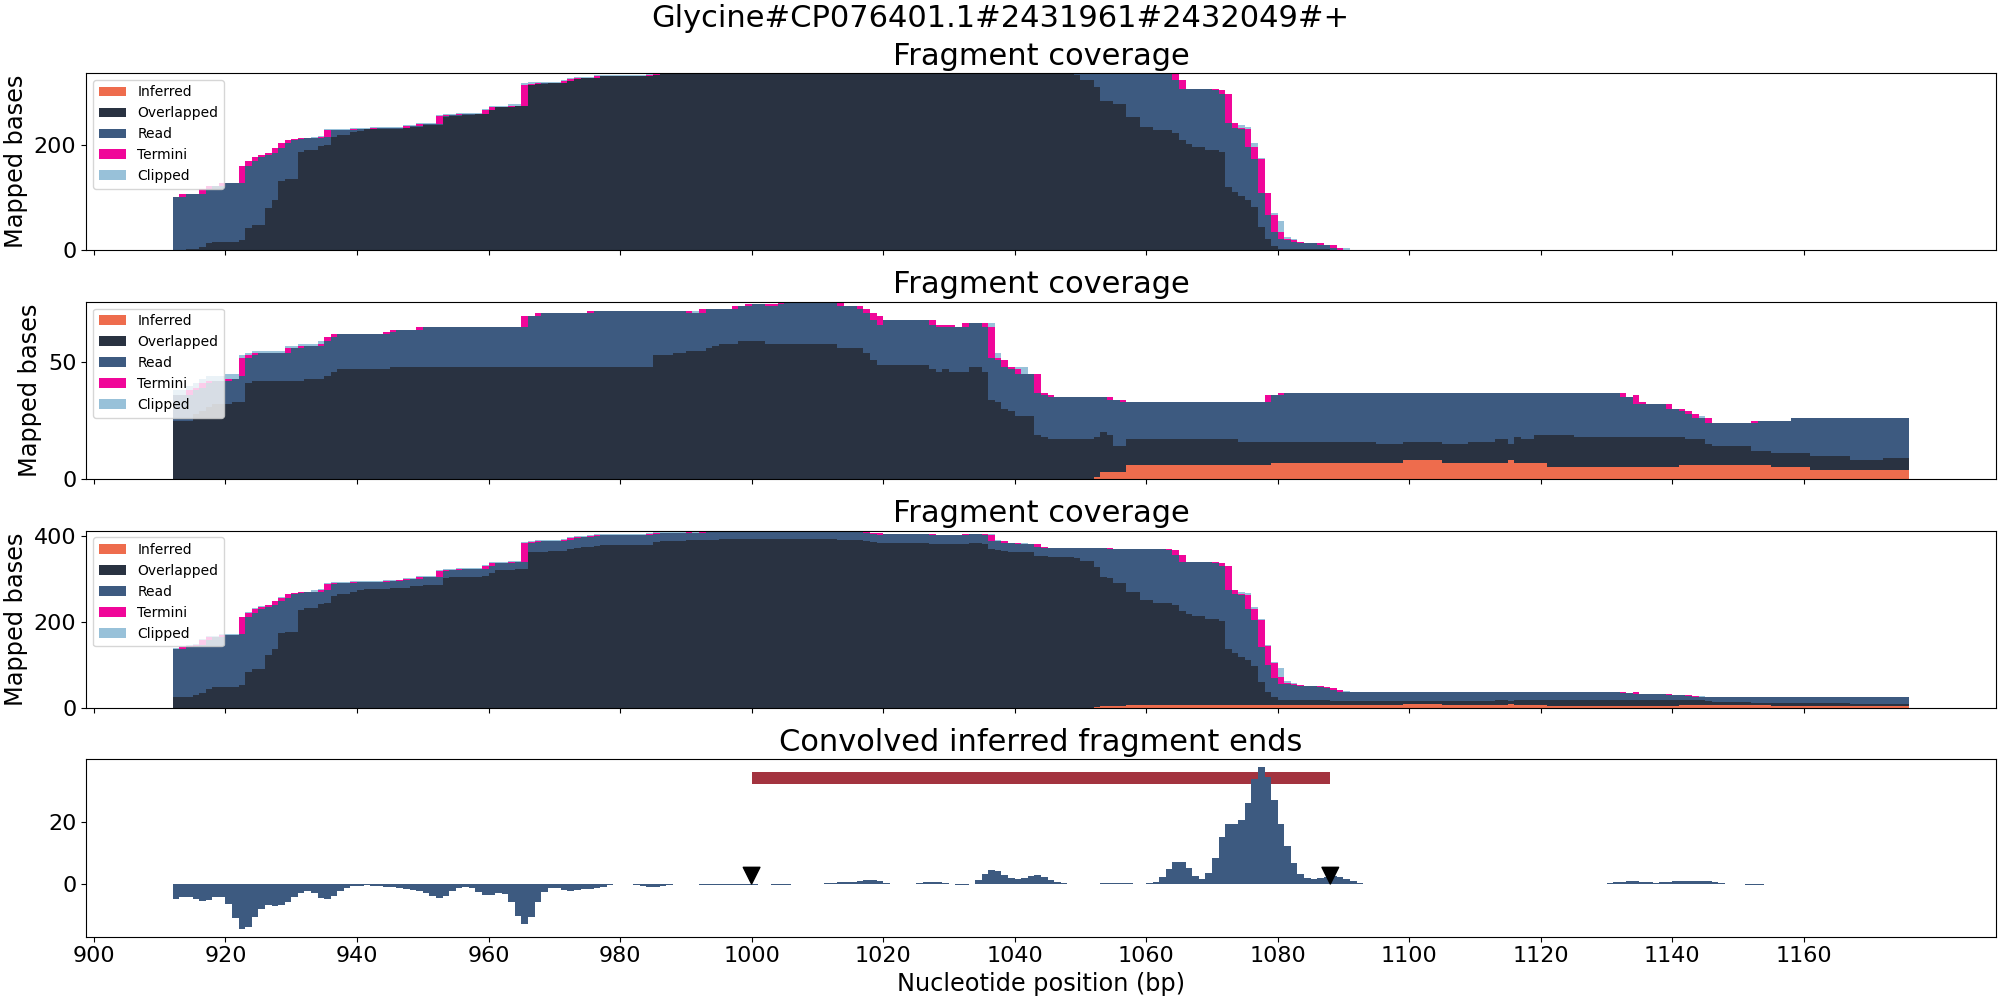 Glycine#CP076401.1#2431961#2432049#+
Fragment coverage
Mapped bases
200
0
Inferred
Overlapped
Read
Termini
Clipped
Fragment coverage
Mapped bases
50
0
Inferred
Overlapped
Read
Termini
Clipped
Fragment coverage
Mapped bases
400
200
0
Inferred
Overlapped
Read
Termini
Clipped
Convolved inferred fragment ends
20
0
900 920 940 960 980 1000 1020 1040 1060 1080 1100 1120 1140 1160
Nucleotide position (bp)